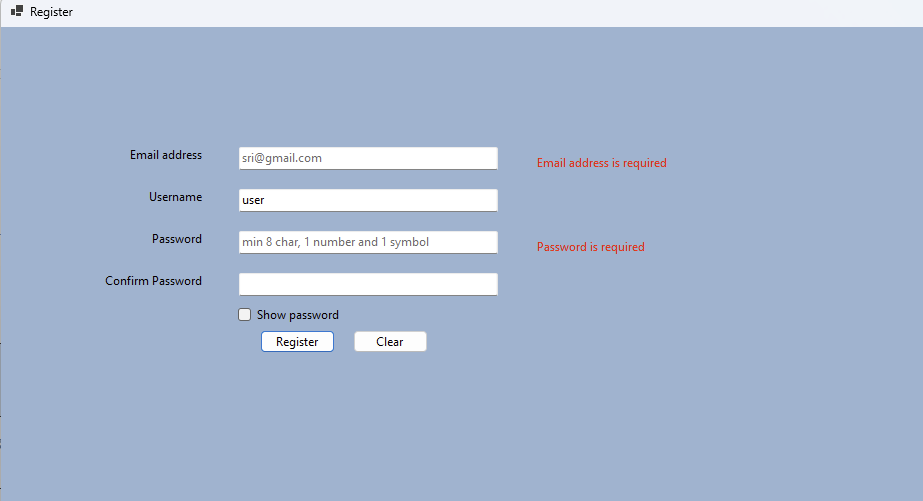 Register
Email address sri@gmail.com Email address is required
Username user
Password min 8 char, 1 number and 1 symbol Password is required
Confirm Password
Show password
Register Clear